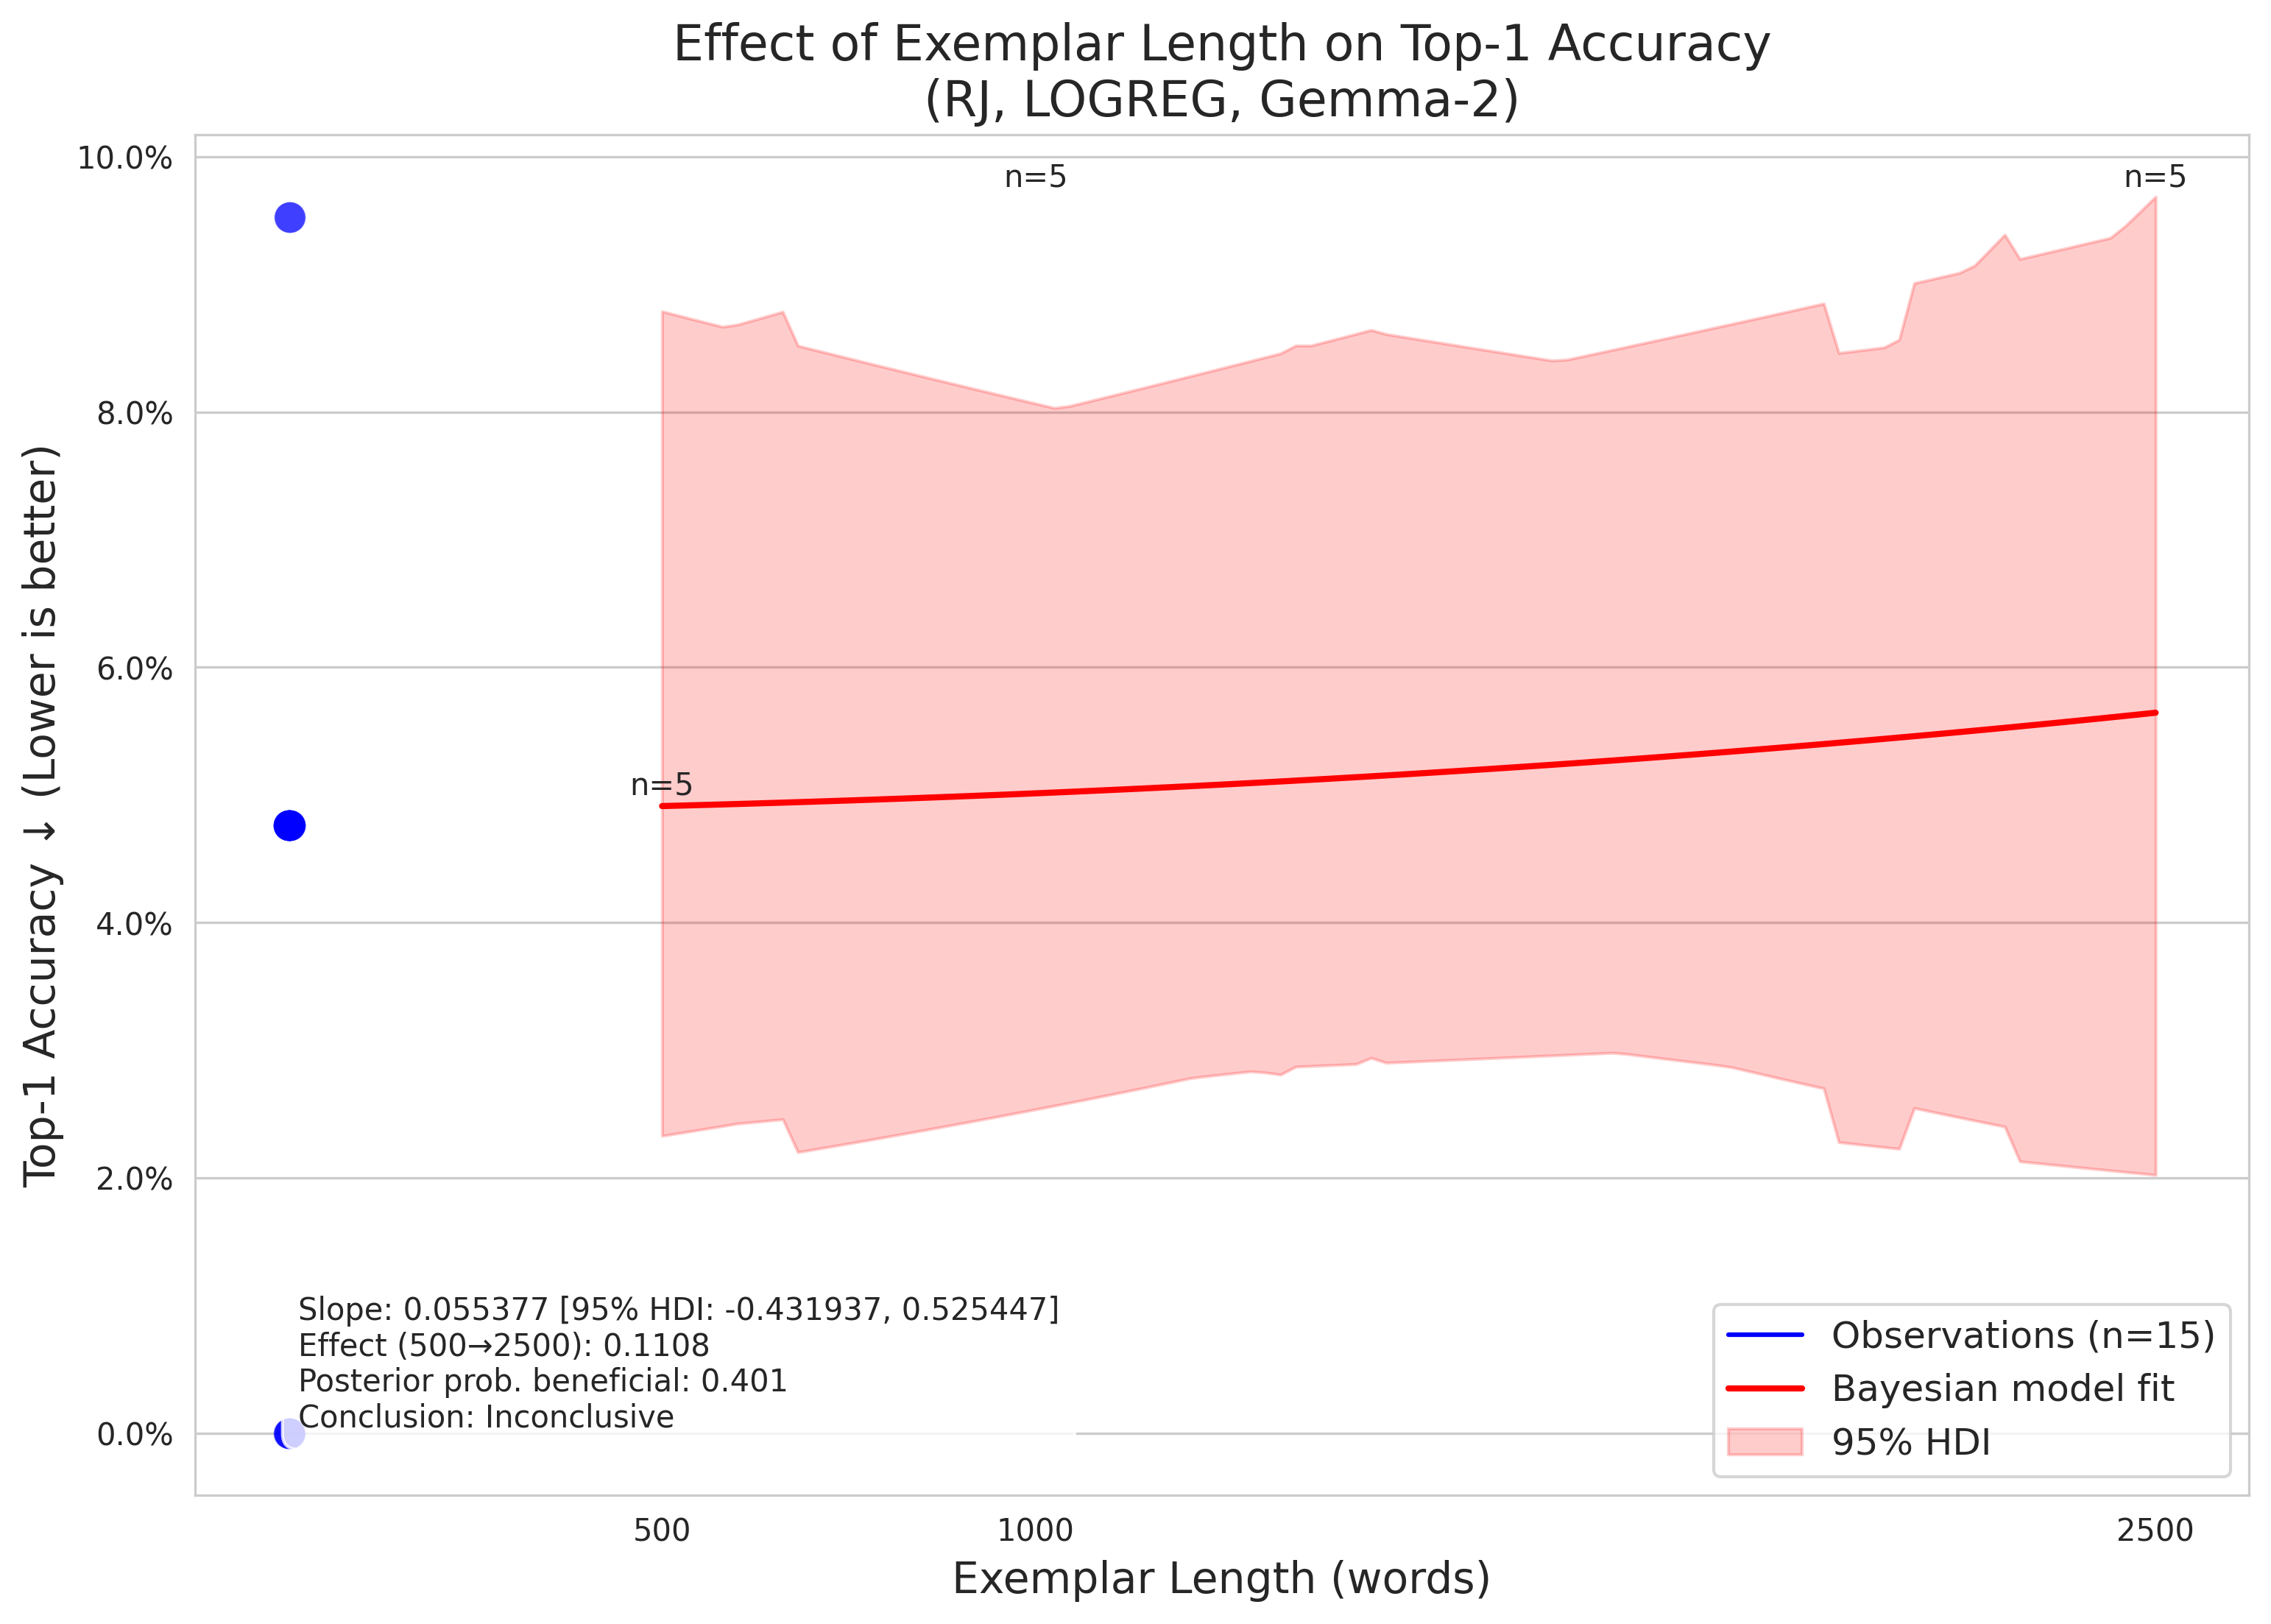 Effect of Exemplar Length on Top-1 Accuracy
(RJ, LOGREG, Gemma-2)
Top-1 Accuracy ↓ (Lower is better)
10.0%
8.0%
6.0%
4.0%
2.0%
0.0%
n=5
n=5
n=5
Slope: 0.055377 [95% HDI: -0.431937, 0.525447]
Effect (500→2500): 0.1108
Posterior prob. beneficial: 0.401
Conclusion: Inconclusive
Observations (n=15)
Bayesian model fit
95% HDI
500
1000
2500
Exemplar Length (words)